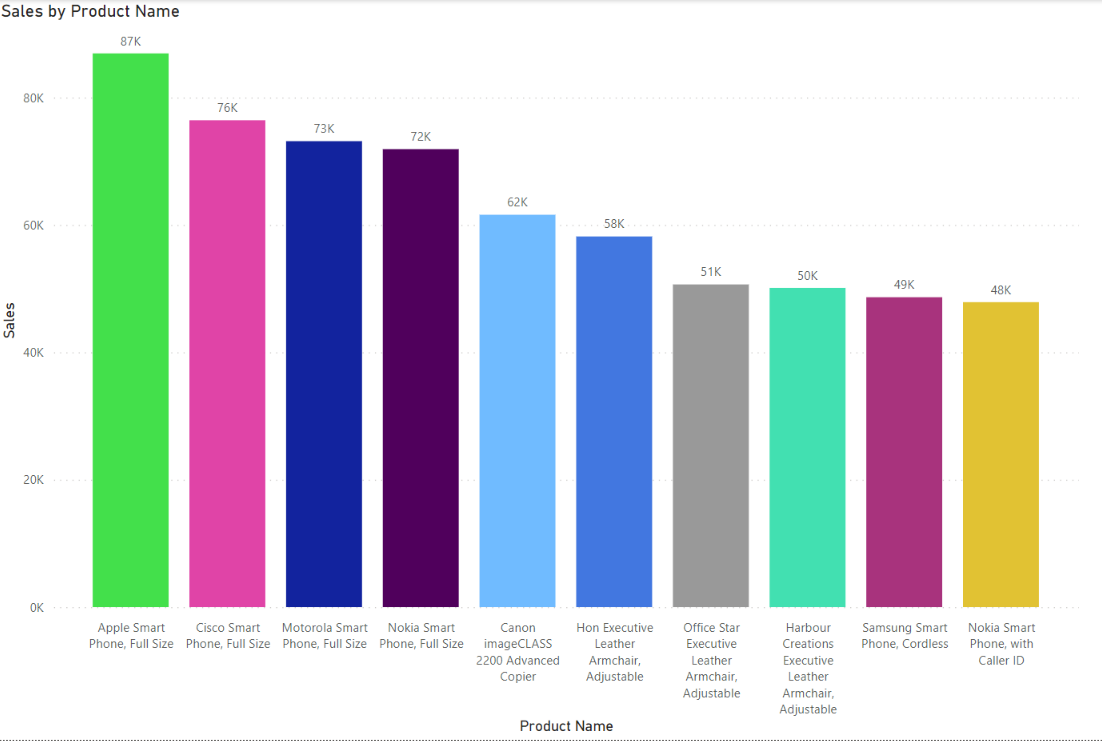 Sales by Product Name
87K
76K
73K
72K
62K
58K
51K
50K
49K
48K
80K
60K
40K
20K
0K
Sales
Apple Smart
Phone, Full Size
Cisco Smart
Phone, Full Size
Motorola Smart
Phone, Full Size
Nokia Smart
Phone, Full Size
Canon
imageCLASS
2200 Advanced
Copier
Hon Executive
Leather
Armchair,
Adjustable
Office Star
Executive
Leather
Armchair,
Adjustable
Harbour
Creations
Executive
Leather
Armchair,
Adjustable
Samsung Smart
Phone, Cordless
Nokia Smart
Phone, with
Caller ID
Product Name